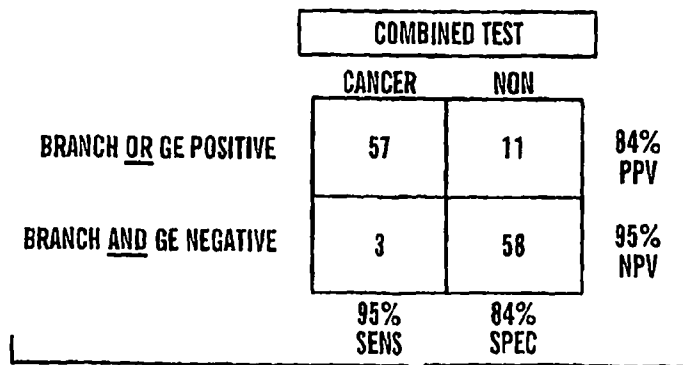 COMBINED TEST
CANCER NON
BRANCH OR GE POSITIVE 57 11 84% PPV
BRANCH AND GE NEGATIVE 3 58 95% NPV
95% SENS 84% SPEC